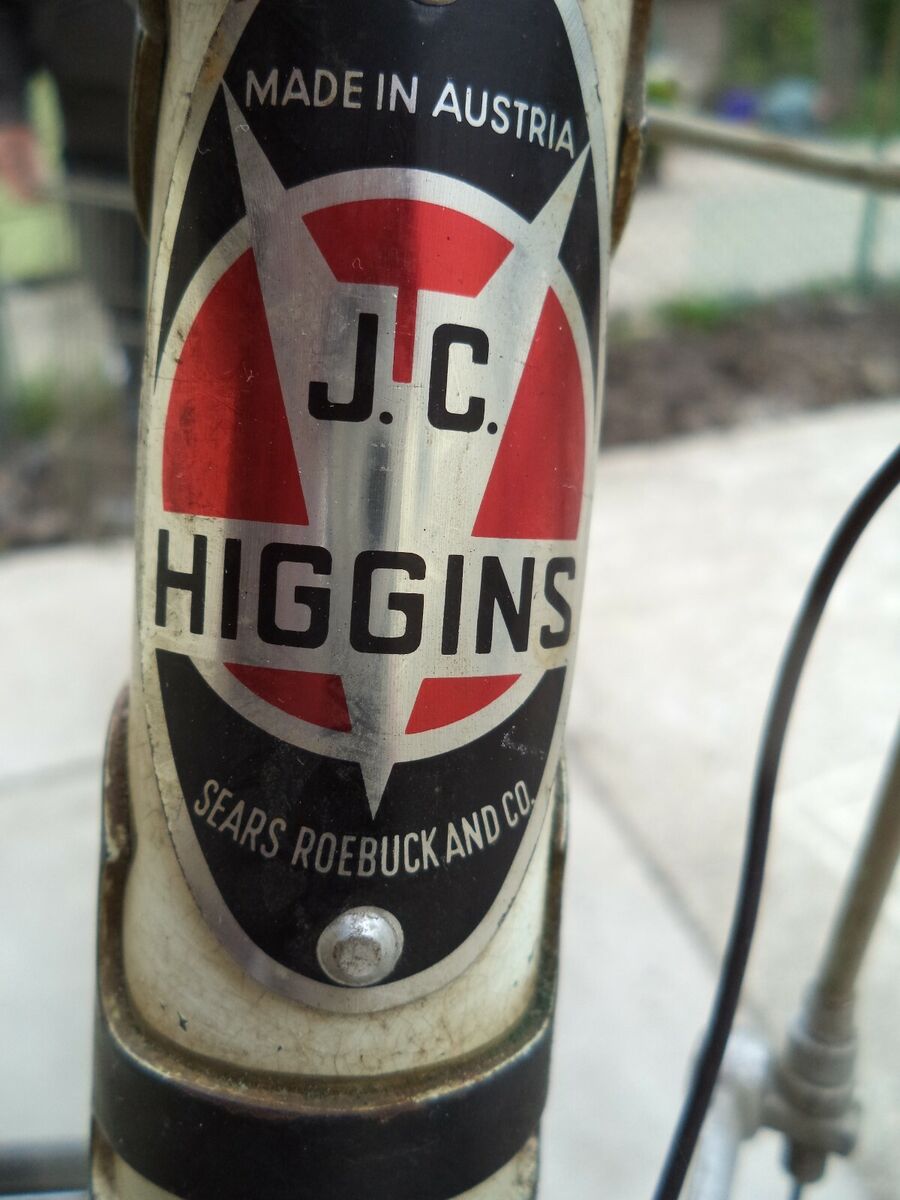 MADE IN AUSTRIA
J.C.
HIGGINS
SEARS ROEBUCK AND CO.